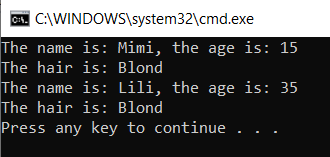 C:\WINDOWS\system32\cmd.exe
The name is: Mimi, the age is: 15
The hair is: Blond
The name is: Lili, the age is: 35
The hair is: Blond
Press any key to continue . . .